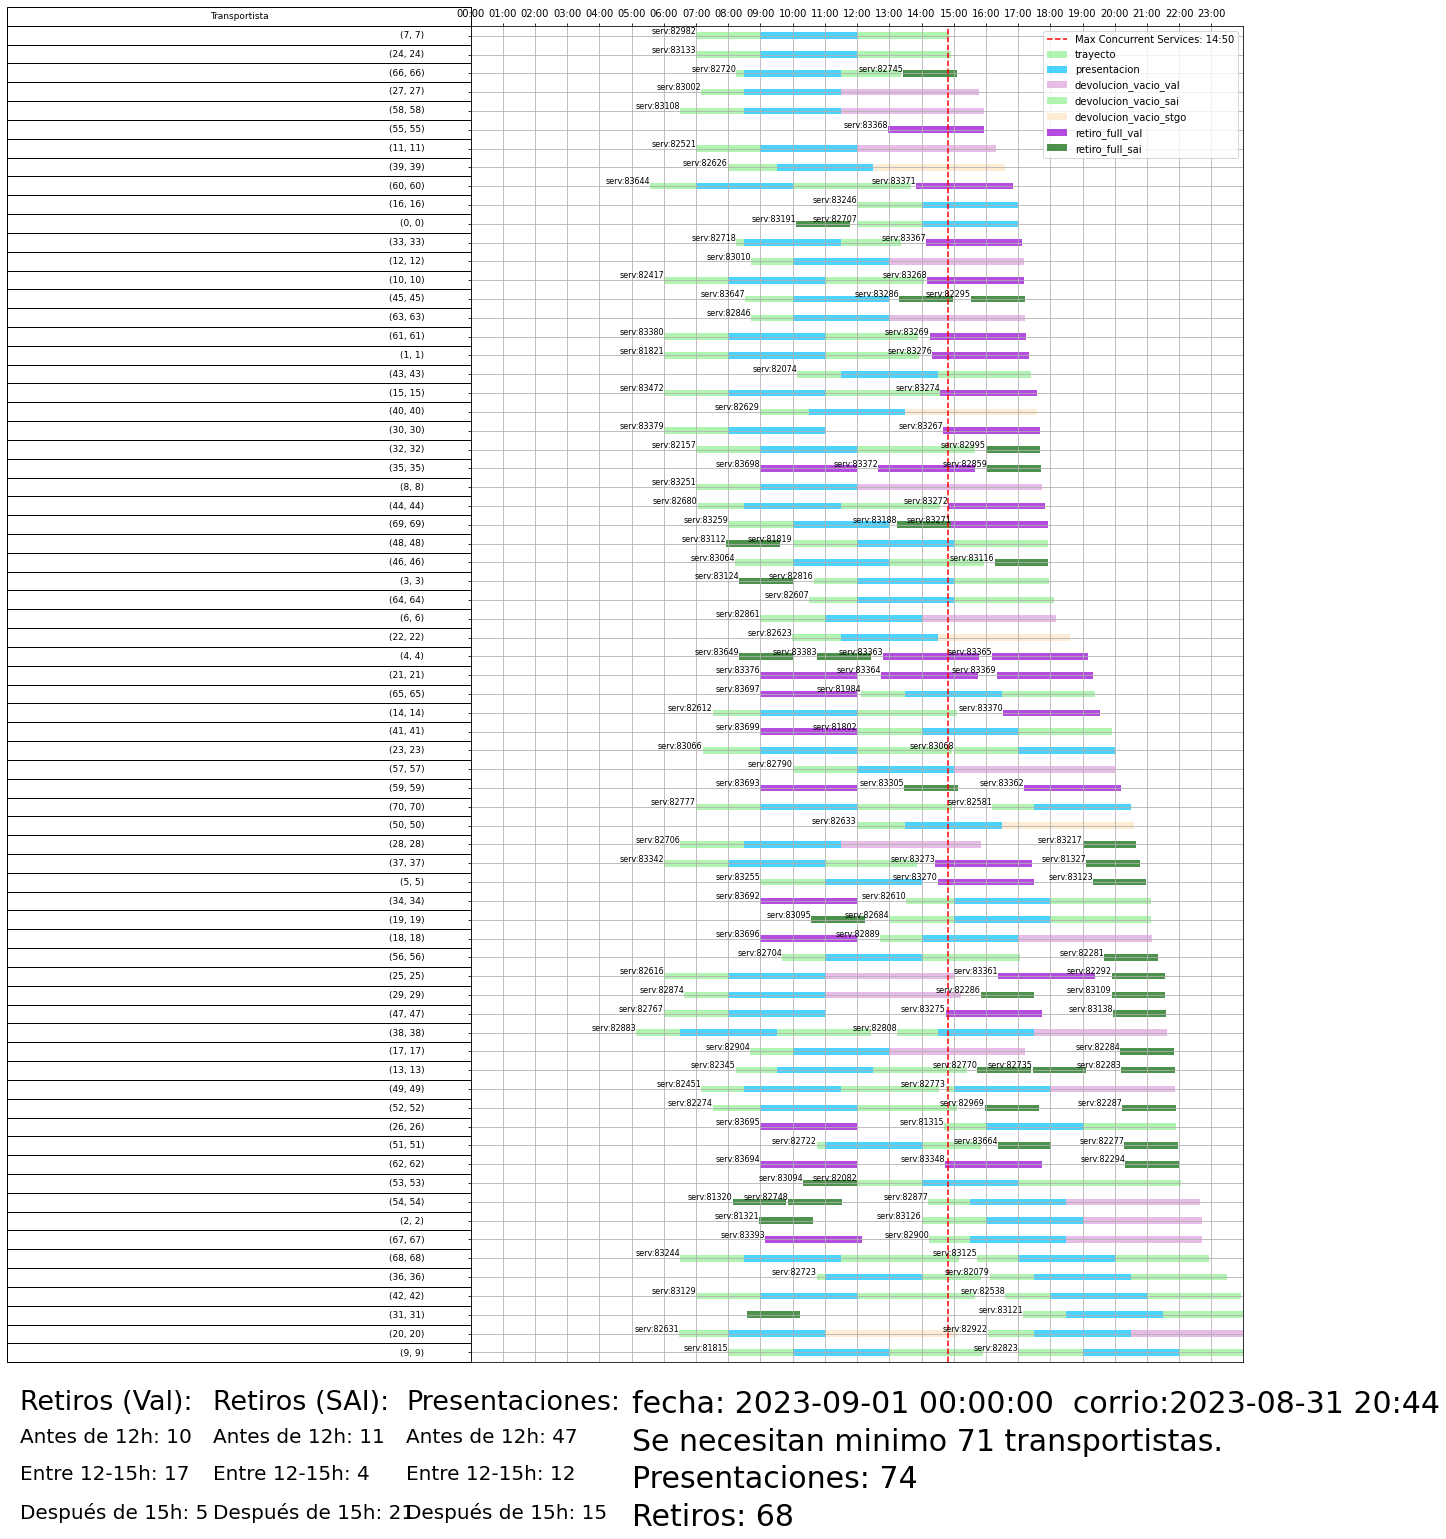 Transportista
00:00 01:00 02:00 03:00 04:00 05:00 06:00 07:00 08:00 09:00 10:00 11:00 12:00 13:00 14:00 15:00 16:00 17:00 18:00 19:00 20:00 21:00 22:00 23:00
Max Concurrent Services: 14:50
trayecto
presentacion
devolucion_vacio_val
devolucion_vacio_sai
devolucion_vacio_stgo
retiro_full_val
retiro_full_sai
(7, 7) serv:82982
(24, 24) serv:83133
(66, 66) serv:82720 serv:82745
(27, 27) serv:83002
(58, 58) serv:83108
(55, 55) serv:83368
(11, 11) serv:82521
(39, 39) serv:82626
(60, 60) serv:83644 serv:83371
(16, 16) serv:83246
(0, 0) serv:83191 serv:82707
(33, 33) serv:82718 serv:83367
(12, 12) serv:83010
(10, 10) serv:82417 serv:83268
(45, 45) serv:83647 serv:83286 serv:82295
(63, 63) serv:82846
(61, 61) serv:83380 serv:83269
(1, 1) serv:81821 serv:83276
(43, 43) serv:82074
(15, 15) serv:83472 serv:83274
(40, 40) serv:82629
(30, 30) serv:83379 serv:83267
(32, 32) serv:82157 serv:82995
(35, 35) serv:83698 serv:83372 serv:82859
(8, 8) serv:83251
(44, 44) serv:82680 serv:83272
(69, 69) serv:83259 serv:83188 serv:83271
(48, 48) serv:83112 serv:81819
(46, 46) serv:83064 serv:83116
(3, 3) serv:83124 serv:82816
(64, 64) serv:82607
(6, 6) serv:82861
(22, 22) serv:82623
(4, 4) serv:83649 serv:83383 serv:83363 serv:83365
(21, 21) serv:83376 serv:83364 serv:83369
(65, 65) serv:83697 serv:81984
(14, 14) serv:82612 serv:83370
(41, 41) serv:83699 serv:81802
(23, 23) serv:83066 serv:83068
(57, 57) serv:82790
(59, 59) serv:83693 serv:83305 serv:83362
(70, 70) serv:82777 serv:82581
(50, 50) serv:82633
(28, 28) serv:82706 serv:83217
(37, 37) serv:83342 serv:83273 serv:81327
(5, 5) serv:83255 serv:83270 serv:83123
(34, 34) serv:83692 serv:82610
(19, 19) serv:83095 serv:82684
(18, 18) serv:83696 serv:82889
(56, 56) serv:82704 serv:82281
(25, 25) serv:82616 serv:83361 serv:82292
(29, 29) serv:82874 serv:82286 serv:83109
(47, 47) serv:82767 serv:83275 serv:83138
(38, 38) serv:82883 serv:82808
(17, 17) serv:82904 serv:82284
(13, 13) serv:82345 serv:82770 serv:82735 serv:82283
(49, 49) serv:82451 serv:82773
(52, 52) serv:82274 serv:82969 serv:82287
(26, 26) serv:83695 serv:81315
(51, 51) serv:82722 serv:83664 serv:82277
(62, 62) serv:83694 serv:83348 serv:82294
(53, 53) serv:83094 serv:82082
(54, 54) serv:81320 serv:82748 serv:82877
(2, 2) serv:81321 serv:83126
(67, 67) serv:83393 serv:82900
(68, 68) serv:83244 serv:83125
(36, 36) serv:82723 serv:82079
(42, 42) serv:83129 serv:82538
(31, 31) serv:83121
(20, 20) serv:82631 serv:82922
(9, 9) serv:81815 serv:82823
Retiros (Val): Retiros (SAI): Presentaciones: fecha: 2023-09-01 00:00:00 corrio:2023-08-31 20:44
Antes de 12h: 10 Antes de 12h: 11 Antes de 12h: 47 Se necesitan minimo 71 transportistas.
Entre 12-15h: 17 Entre 12-15h: 4 Entre 12-15h: 12 Presentaciones: 74
Después de 15h: 5 Después de 15h: 21 Después de 15h: 15 Retiros: 68